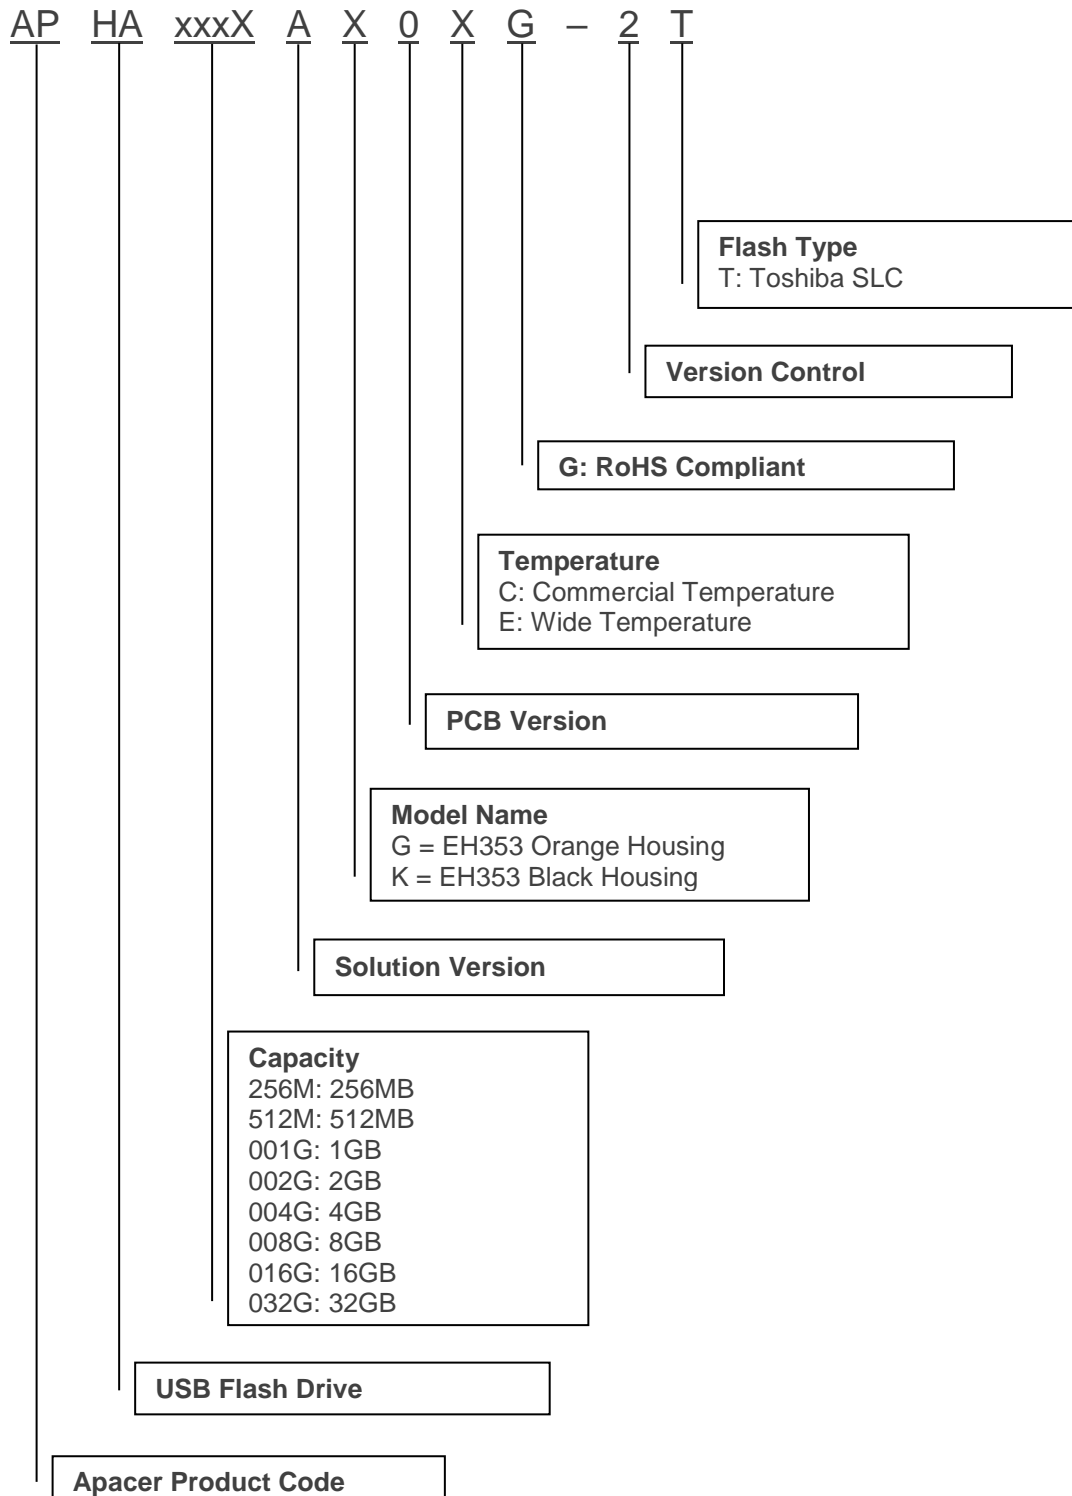 AP HA xxxX A X 0 X G – 2 T
Flash Type
T: Toshiba SLC
Version Control
G: RoHS Compliant
Temperature
C: Commercial Temperature
E: Wide Temperature
PCB Version
Model Name
G = EH353 Orange Housing
K = EH353 Black Housing
Solution Version
Capacity
256M: 256MB
512M: 512MB
001G: 1GB
002G: 2GB
004G: 4GB
008G: 8GB
016G: 16GB
032G: 32GB
USB Flash Drive
Apacer Product Code